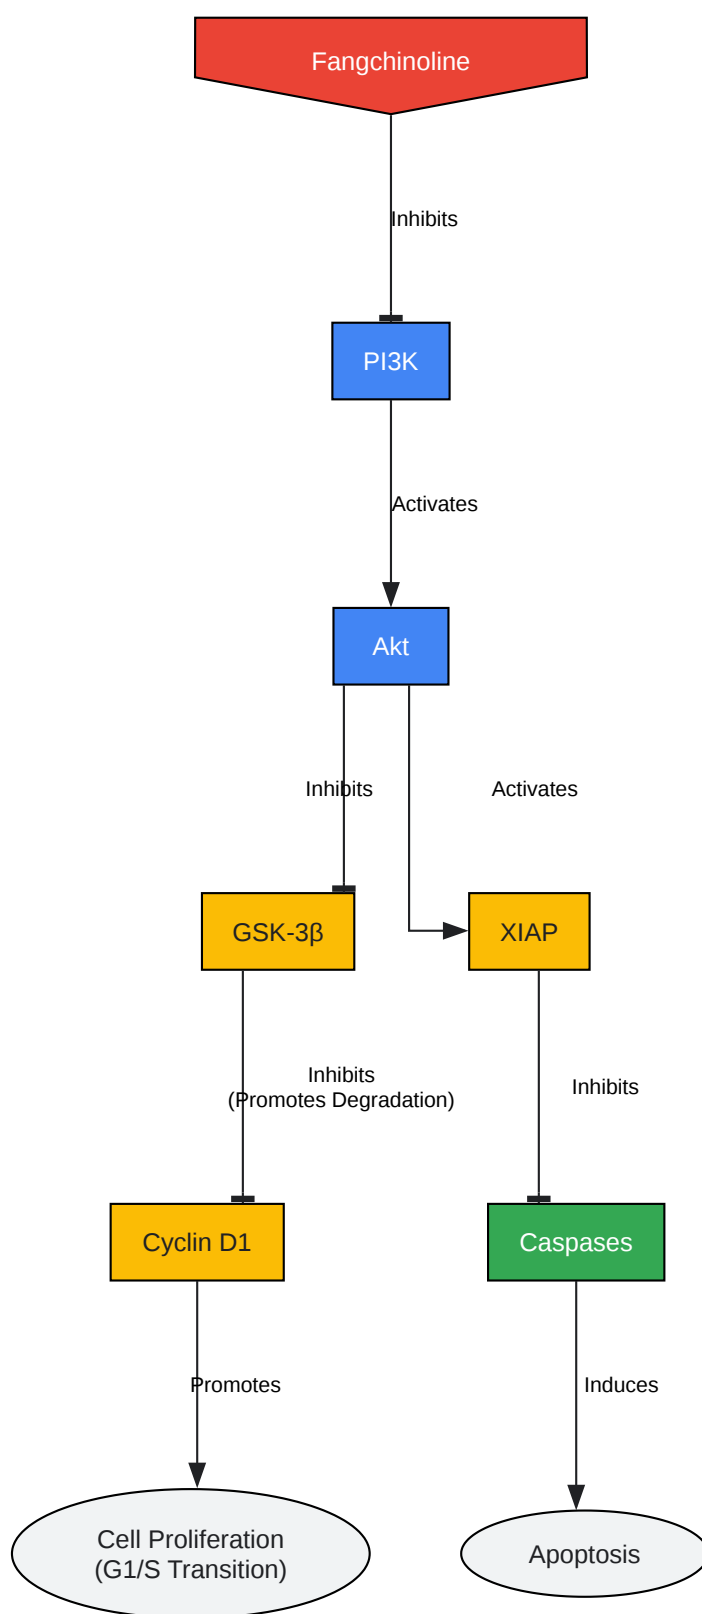 Fangchinoline
Inhibits
PI3K
Activates
Akt
Inhibits
Activates
GSK-3β
XIAP
Inhibits
(Promotes Degradation)
Inhibits
Cyclin D1
Caspases
Promotes
Induces
Cell Proliferation
(G1/S Transition)
Apoptosis